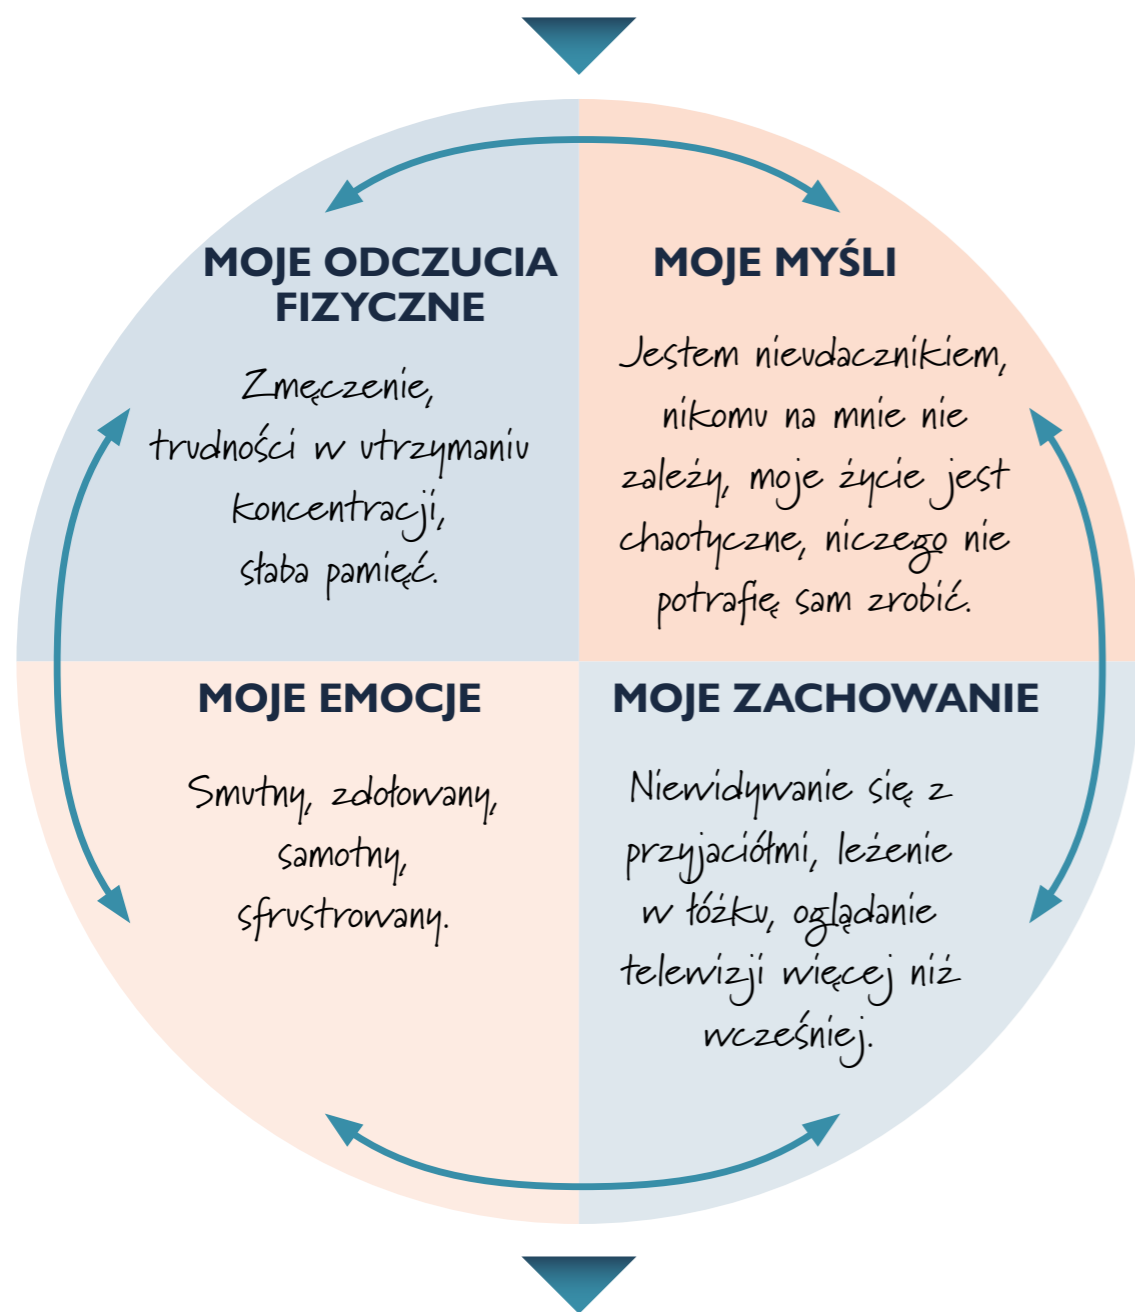 MOJE ODCZUCIA
FIZYCZNE
Zmęczenie,
trudności w utrzymaniu
koncentracji,
słaba pamięć.
MOJE MYŚLI
Jestem nieudacznikiem,
nikomu na mnie nie
zależy, moje życie jest
chaotyczne, niczego nie
potrafię sam zrobić.
MOJE EMOCJE
Smutny, zdołowany,
samotny,
sfrustrowany.
MOJE ZACHOWANIE
Niewidywanie się z
przyjaciółmi, leżenie
w łóżku, oglądanie
telewizji więcej niż
wcześniej.